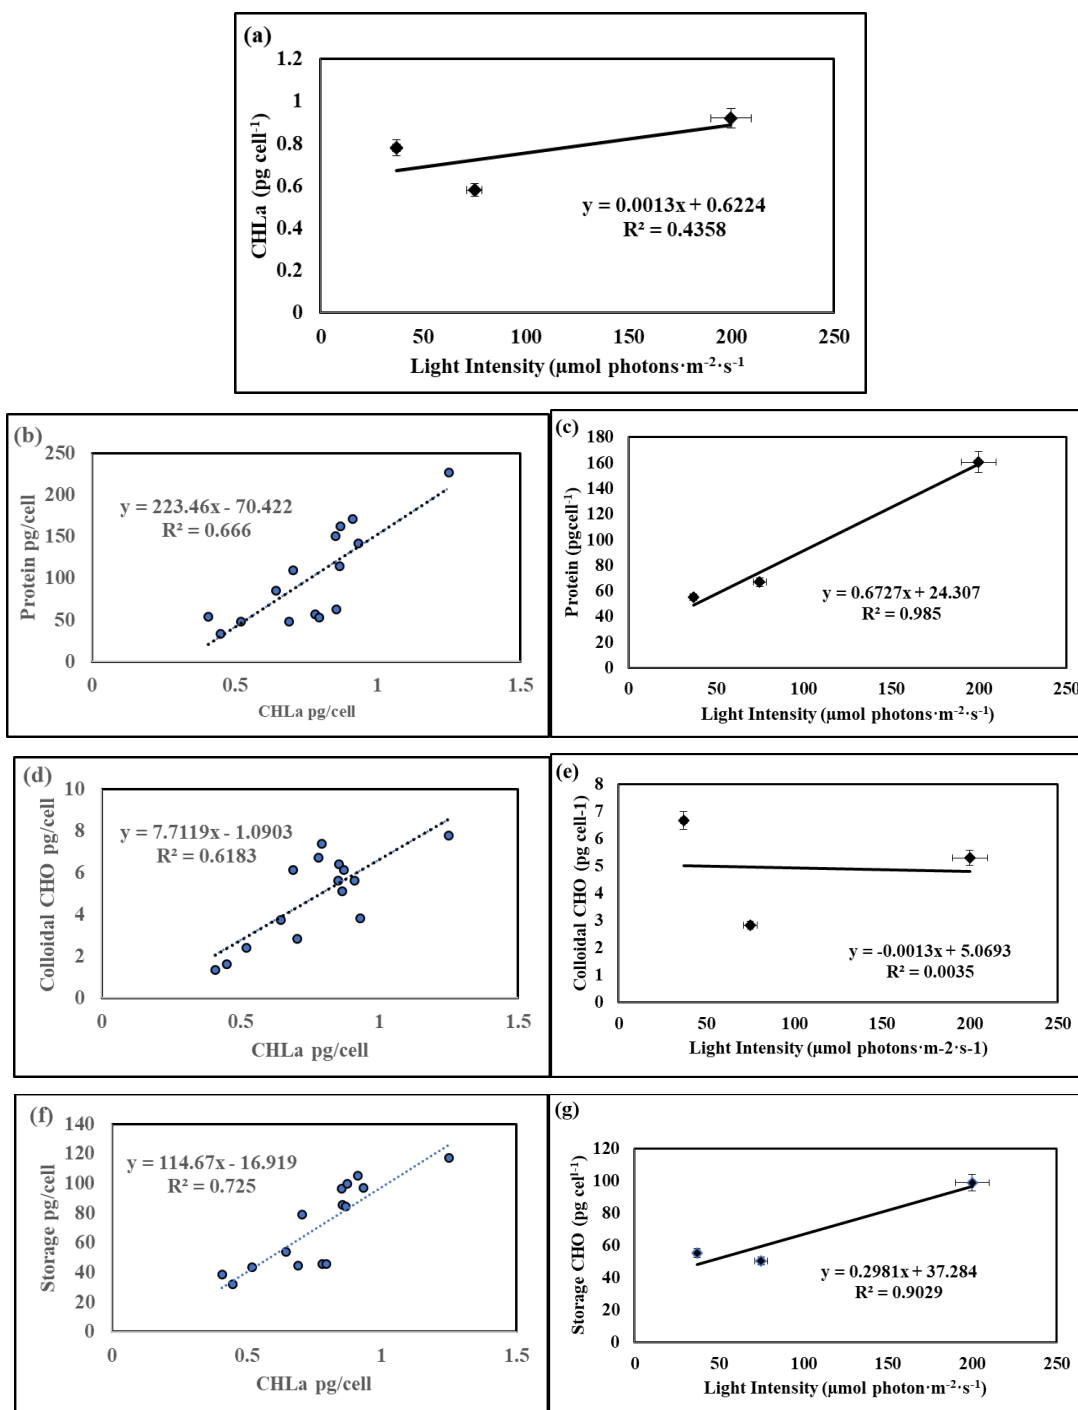 (a)
1.2
1
0.8
0.6
0.4
0.2
0
CHLa (pg cell⁻¹)
y = 0.0013x + 0.6224
R² = 0.4358
0 50 100 150 200 250
Light Intensity (µmol photons·m⁻²·s⁻¹
(b)
250
200
150
100
50
0
Protein pg/cell
y = 223.46x - 70.422
R² = 0.666
0 0.5 1 1.5
CHLa pg/cell
(c)
180
160
140
120
100
80
60
40
20
0
Protein (pgcell⁻¹)
y = 0.6727x + 24.307
R² = 0.985
0 50 100 150 200 250
Light Intensity (µmol photons·m⁻²·s⁻¹)
(d)
10
8
6
4
2
0
Colloidal CHO pg/cell
y = 7.7119x - 1.0903
R² = 0.6183
0 0.5 1 1.5
CHLa pg/cell
(e)
8
7
6
5
4
3
2
1
0
Colloidal CHO (pg cell-1)
y = -0.0013x + 5.0693
R² = 0.0035
0 50 100 150 200 250
Light Intensity (µmol photons·m-2·s-1)
(f)
140
120
100
80
60
40
20
0
Storage pg/cell
y = 114.67x - 16.919
R² = 0.725
0 0.5 1 1.5
CHLa pg/cell
(g)
120
100
80
60
40
20
0
Storage CHO (pg cel¹⁻¹)
y = 0.2981x + 37.284
R² = 0.9029
0 50 100 150 200 250
Light Intensity (µmol photon·m⁻²·s⁻¹)